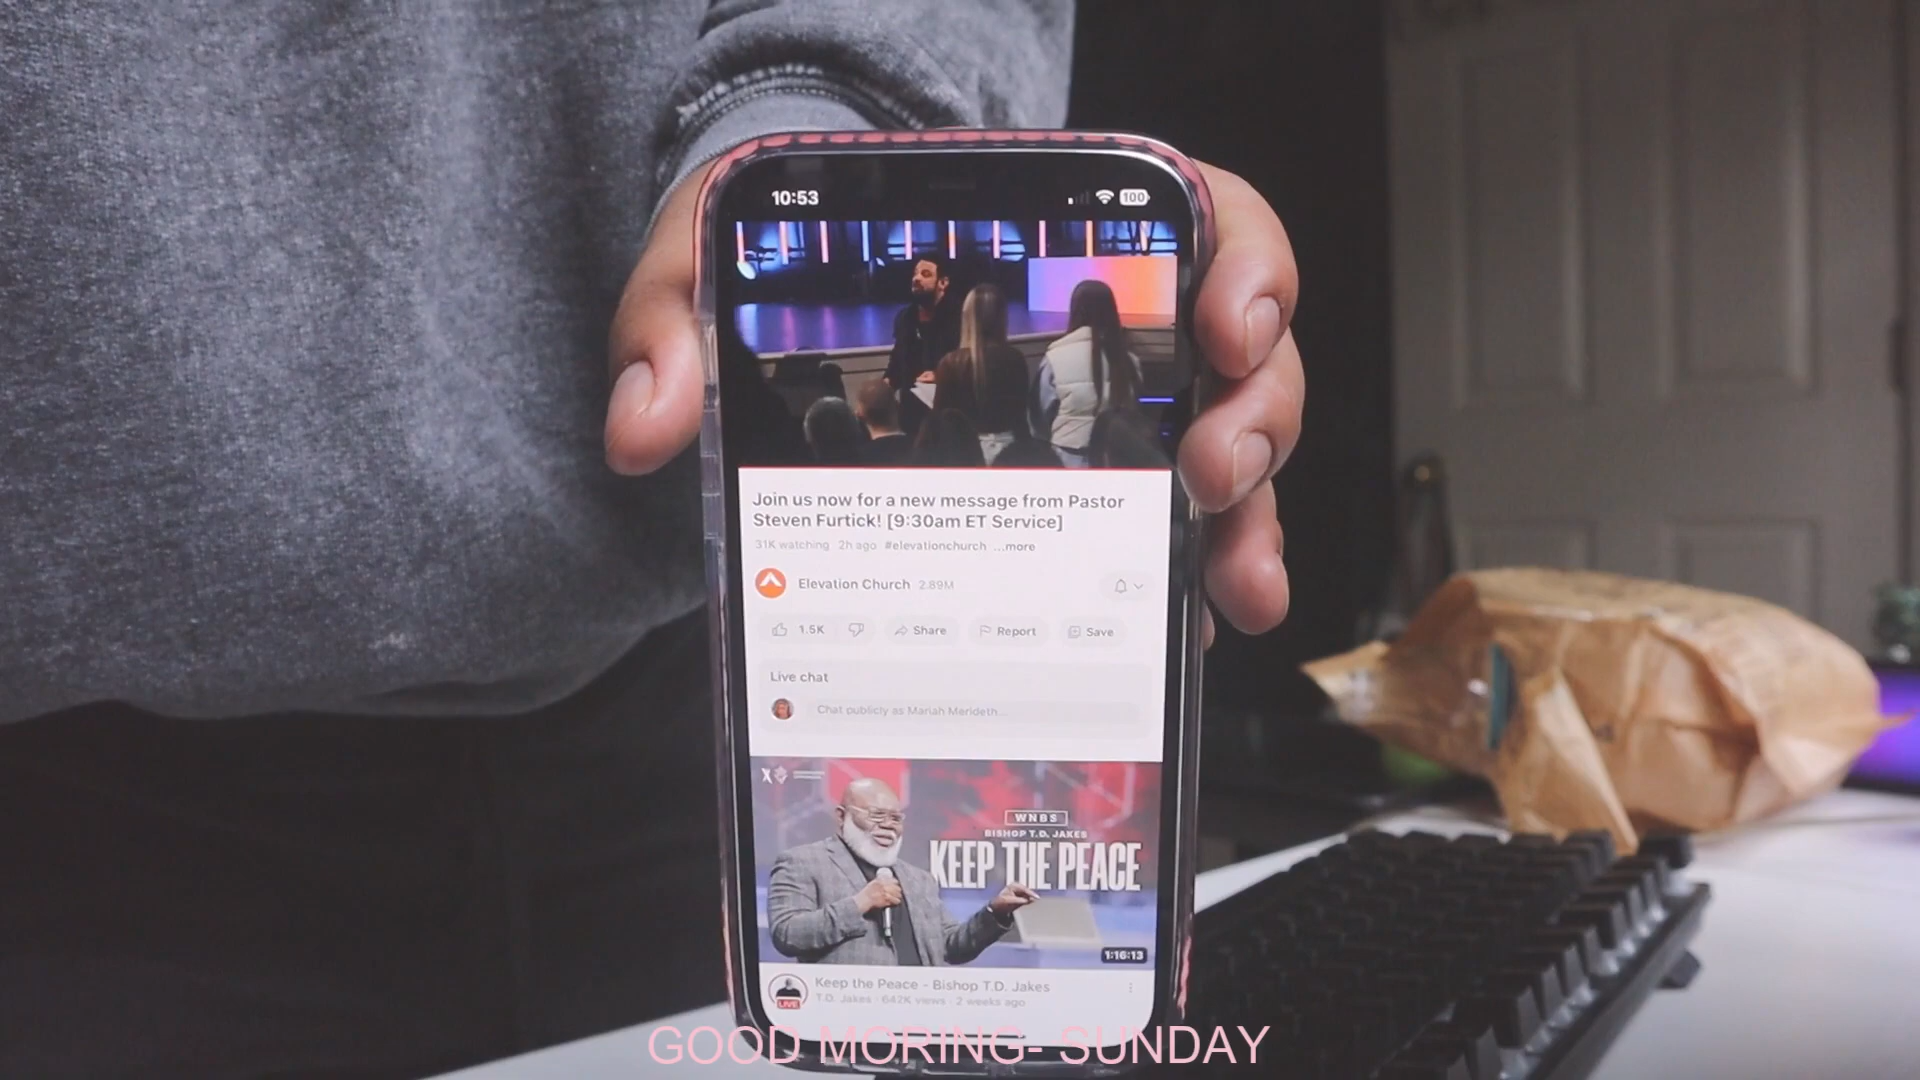 10:53
100
Join us now for a new message from Pastor
Steven Furtick! [9:30am ET Service]
31K watching 2h ago #elevationchurch ...more
Elevation Church 2.89M
1.5K Share Report Save
Live chat
Chat publicly as Mariah Merideth...
WNBS
BISHOP T.D. JAKES
KEEP THE PEACE
1:16:13
Keep the Peace - Bishop T.D. Jakes
T.D. Jakes · 642K views · 2 weeks ago
LIVE
GOOD MORING- SUNDAY